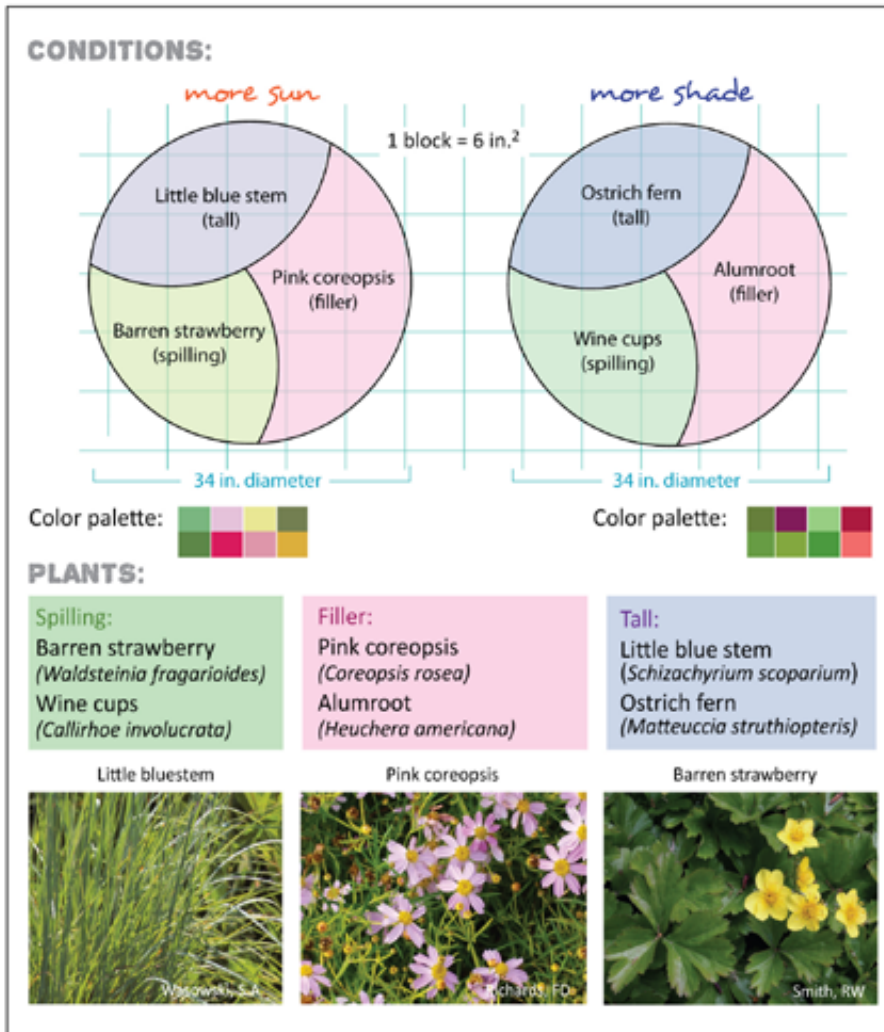 CONDITIONS:
more sun
more shade
1 block = 6 in.²
Little blue stem
(tall)
Pink coreopsis
(filler)
Barren strawberry
(spilling)
Ostrich fern
(tall)
Alumroot
(filler)
Wine cups
(spilling)
34 in. diameter
34 in. diameter
Color palette:
Color palette:
PLANTS:
Spilling:
Barren strawberry
(Waldsteinia fragarioides)
Wine cups
(Callirhoe involucrata)
Filler:
Pink coreopsis
(Coreopsis rosea)
Alumroot
(Heuchera americana)
Tall:
Little blue stem
(Schizachyrium scoparium)
Ostrich fern
(Matteuccia struthiopteris)
Little bluestem
Pink coreopsis
Barren strawberry
Wasowski, S.A
Richards, FD
Smith, RW